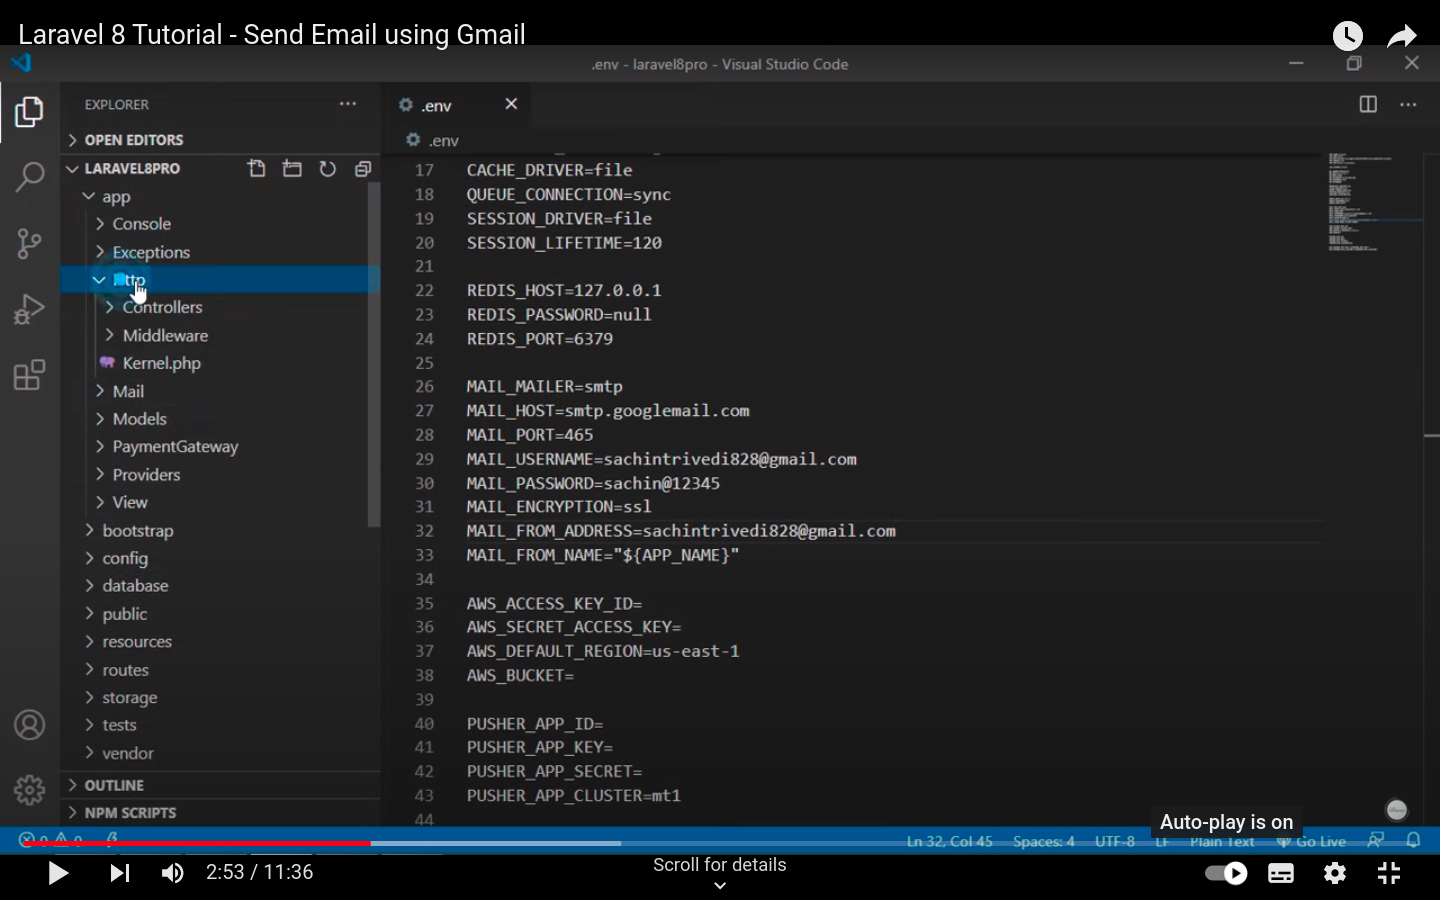 Laravel 8 Tutorial - Send Email using Gmail
.env - laravel8pro - Visual Studio Code
EXPLORER
OPEN EDITORS
LARAVEL8PRO
app
Console
Exceptions
Controllers
Middleware
Kernel.php
Mail
Models
PaymentGateway
Providers
View
bootstrap
config
database
public
resources
routes
storage
tests
vendor
OUTLINE
NPM SCRIPTS
.env
.env
17 CACHE_DRIVER=file
18 QUEUE_CONNECTION=sync
19 SESSION_DRIVER=file
20 SESSION_LIFETIME=120
21
22 REDIS_HOST=127.0.0.1
23 REDIS_PASSWORD=null
24 REDIS_PORT=6379
25
26 MAIL_MAILER=smtp
27 MAIL_HOST=smtp.googlemail.com
28 MAIL_PORT=465
29 MAIL_USERNAME=sachintrivedi828@gmail.com
30 MAIL_PASSWORD=sachin@12345
31 MAIL_ENCRYPTION=ssl
32 MAIL_FROM_ADDRESS=sachintrivedi828@gmail.com
33 MAIL_FROM_NAME="${APP_NAME}"
34
35 AWS_ACCESS_KEY_ID=
36 AWS_SECRET_ACCESS_KEY=
37 AWS_DEFAULT_REGION=us-east-1
38 AWS_BUCKET=
39
40 PUSHER_APP_ID=
41 PUSHER_APP_KEY=
42 PUSHER_APP_SECRET=
43 PUSHER_APP_CLUSTER=mt1
44
Auto-play is on
Ln 32, Col 45 Spaces: 4 UTF-8 LF Plain Text Go Live
2:53 / 11:36
Scroll for details